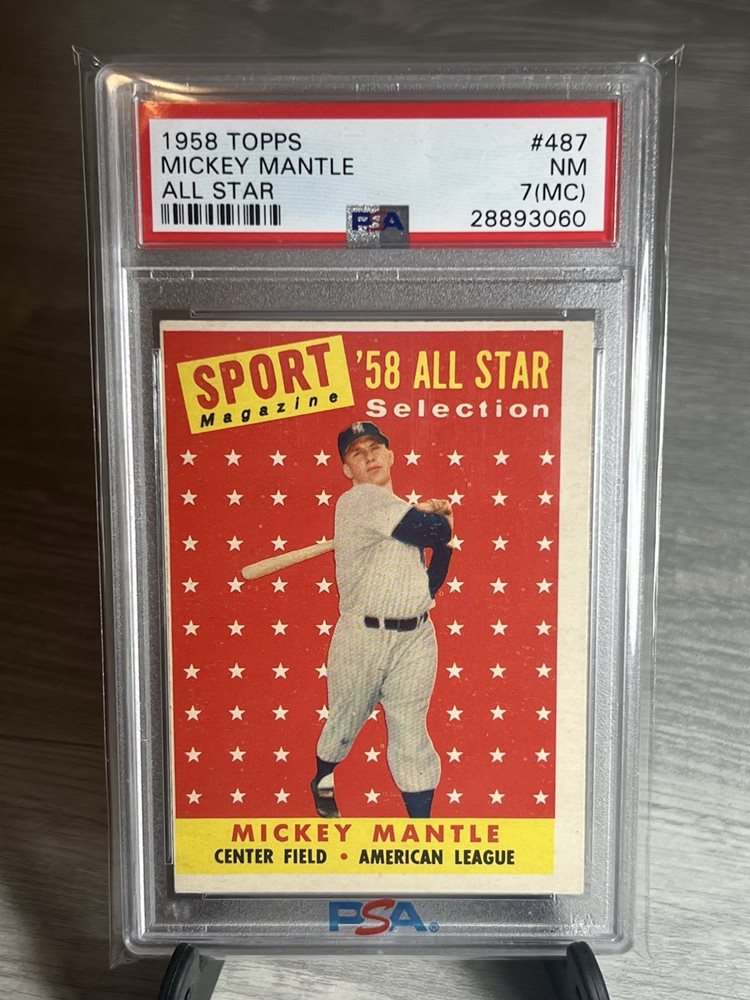 1958 TOPPS #487
MICKEY MANTLE NM
ALL STAR 7(MC)
PSA 28893060
SPORT
Magazine
'58 ALL STAR
Selection
MICKEY MANTLE
CENTER FIELD • AMERICAN LEAGUE
PSA®